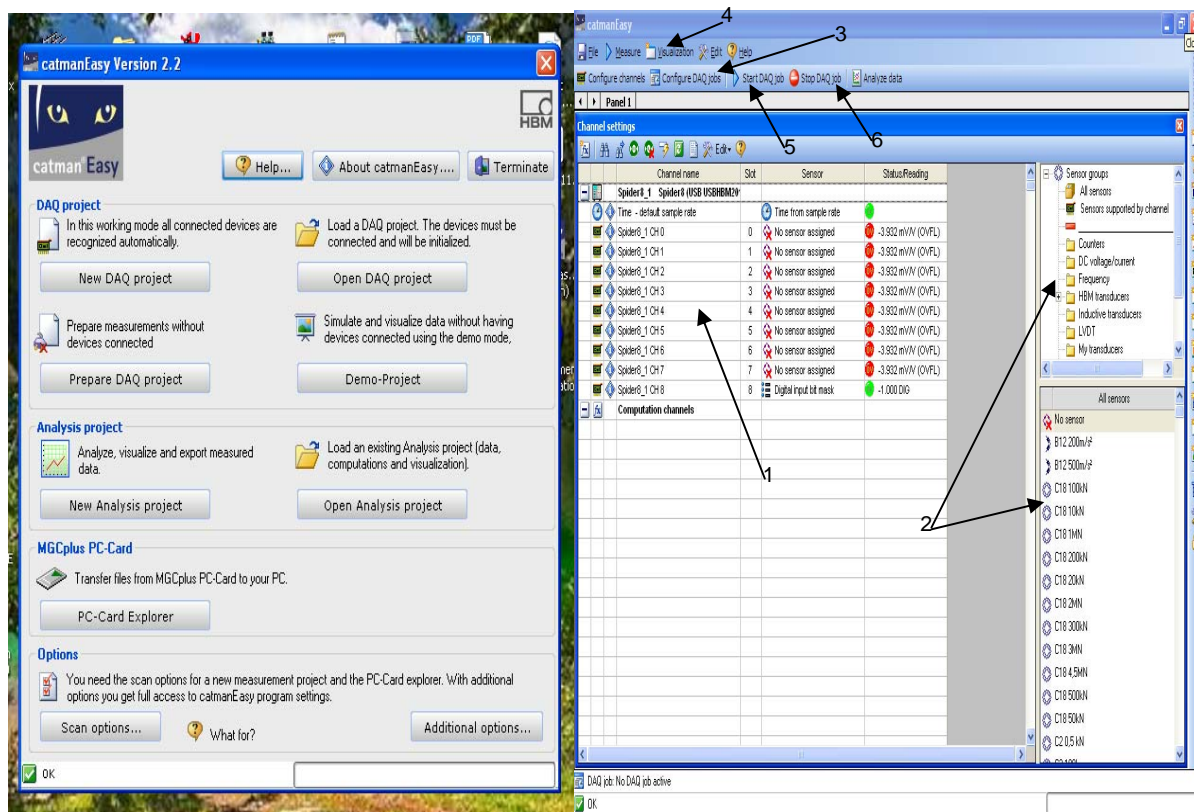 PDF
catmanEasy Version 2.2
HBM
catman Easy
Help...
About catmanEasy....
Terminate
DAQ project
In this working mode all connected devices are
recognized automatically.
Load a DAQ project. The devices must be
connected and will be initialized.
New DAQ project
Open DAQ project
Prepare measurements without
devices connected
Simulate and visualize data without having
devices connected using the demo mode,
Prepare DAQ project
Demo-Project
Analysis project
Analyze, visualize and export measured
data.
Load an existing Analysis project (data,
computations and visualization).
New Analysis project
Open Analysis project
MGCplus PC-Card
Transfer files from MGCplus PC-Card to your PC.
PC-Card Explorer
Options
You need the scan options for a new measurement project and the PC-Card explorer. With additional
options you get full access to catmanEasy program settings.
Scan options...
What for?
Additional options...
OK
catmanEasy
4
3
File Measure Visualization Edit Help
Configure channels Configure DAQ jobs Start DAQ job Stop DAQ job Analyze data
Panel 1
5
6
Channel settings
Edit
Channel name Slot Sensor Status/Reading
Spider8_1 Spider8 (USB USBHBM20
Time - default sample rate Time from sample rate
Spider8_1 CH 0 0 No sensor assigned -3.932 mV/V (OVFL)
Spider8_1 CH 1 1 No sensor assigned -3.932 mV/V (OVFL)
Spider8_1 CH 2 2 No sensor assigned -3.932 mV/V (OVFL)
Spider8_1 CH 3 3 No sensor assigned -3.932 mV/V (OVFL)
Spider8_1 CH 4 4 No sensor assigned -3.932 mV/V (OVFL)
Spider8_1 CH 5 5 No sensor assigned -3.932 mV/V (OVFL)
Spider8_1 CH 6 6 No sensor assigned -3.932 mV/V (OVFL)
Spider8_1 CH 7 7 No sensor assigned -3.932 mV/V (OVFL)
Spider8_1 CH 8 8 Digital input bit mask -1.000 DIG
Computation channels
1
2
Sensor groups
All sensors
Sensors supported by channel
Counters
DC voltage/current
Frequency
HBM transducers
Inductive transducers
LVDT
My transducers
All sensors
No sensor
B12 200m/s²
B12 500m/s²
C18 100kN
C18 10kN
C18 1MN
C18 200kN
C18 20kN
C18 2MN
C18 300kN
C18 3MN
C18 4,5MN
C18 500kN
C18 50kN
C2 0,5 kN
DAQ job: No DAQ job active
OK